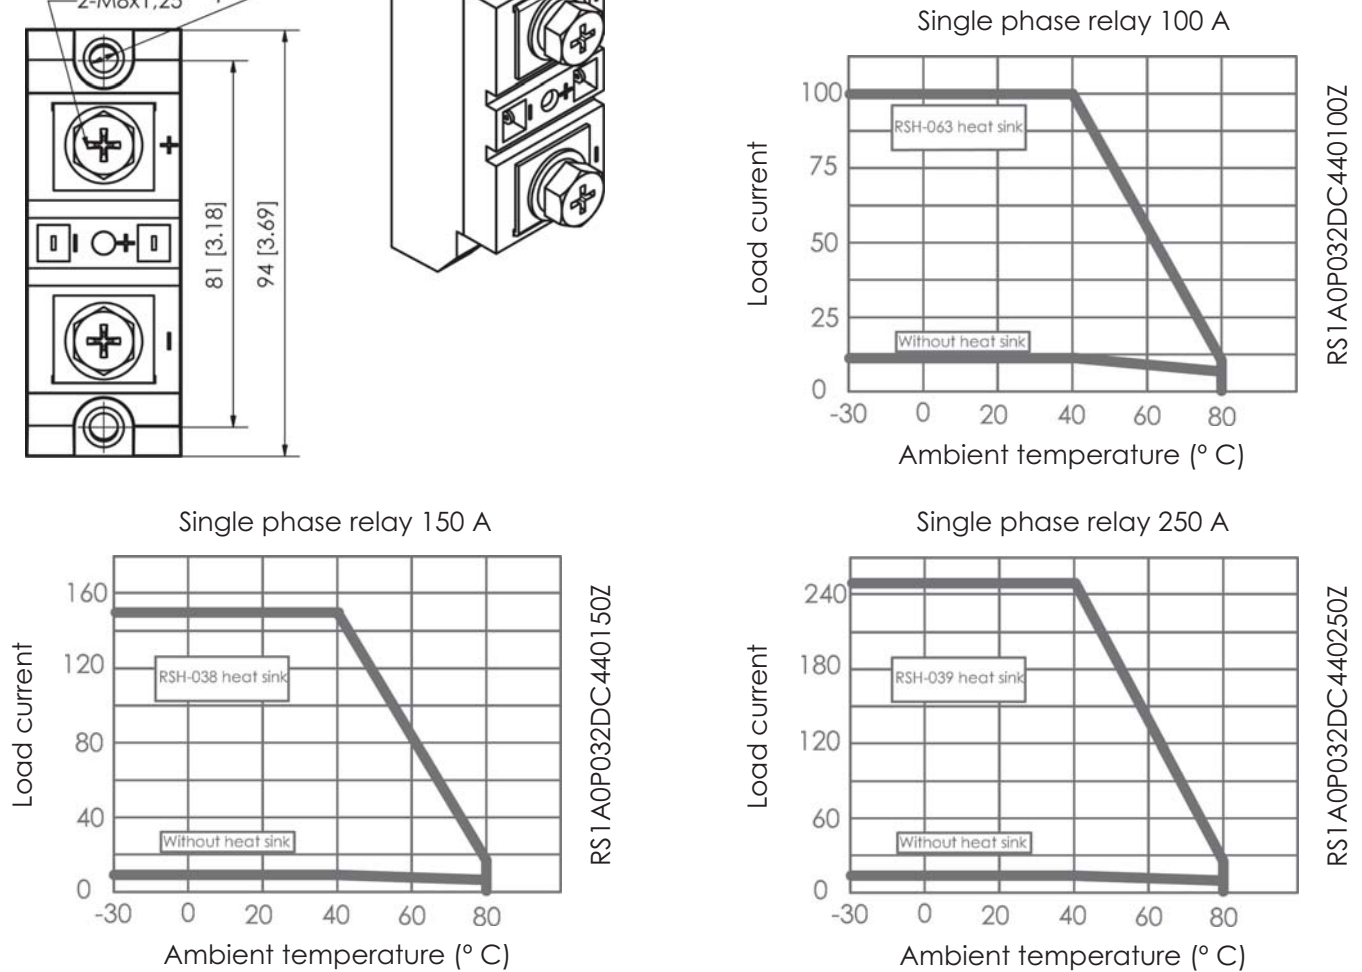 2-M8x1,25
81 [3.18]
94 [3.69]
Single phase relay 100 A
Load current
100
75
50
25
0
RSH-063 heat sink
Without heat sink
-30 0 20 40 60 80
Ambient temperature (º C)
RS1A0P032DC440100Z
Single phase relay 150 A
Load current
160
120
80
40
0
RSH-038 heat sink
Without heat sink
-30 0 20 40 60 80
Ambient temperature (º C)
RS1A0P032DC440150Z
Single phase relay 250 A
Load current
240
180
120
60
0
RSH-039 heat sink
Without heat sink
-30 0 20 40 60 80
Ambient temperature (º C)
RS1A0P032DC440250Z